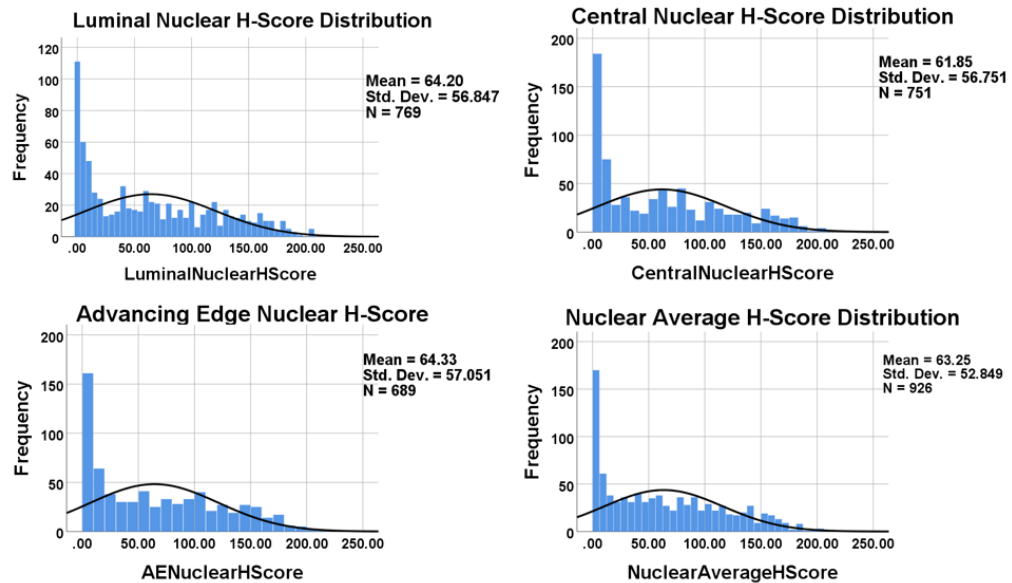 Luminal Nuclear H-Score Distribution
120
100
80
60
40
20
0
Frequency
Mean = 64.20
Std. Dev. = 56.847
N = 769
.00 50.00 100.00 150.00 200.00 250.00
LuminalNuclearHScore
Central Nuclear H-Score Distribution
200
150
100
50
0
Frequency
Mean = 61.85
Std. Dev. = 56.751
N = 751
.00 50.00 100.00 150.00 200.00 250.00
CentralNuclearHScore
Advancing Edge Nuclear H-Score
200
150
100
50
0
Frequency
Mean = 64.33
Std. Dev. = 57.051
N = 689
.00 50.00 100.00 150.00 200.00 250.00
AENuclearHScore
Nuclear Average H-Score Distribution
200
150
100
50
0
Frequency
Mean = 63.25
Std. Dev. = 52.849
N = 926
.00 50.00 100.00 150.00 200.00 250.00
NuclearAverageHScore